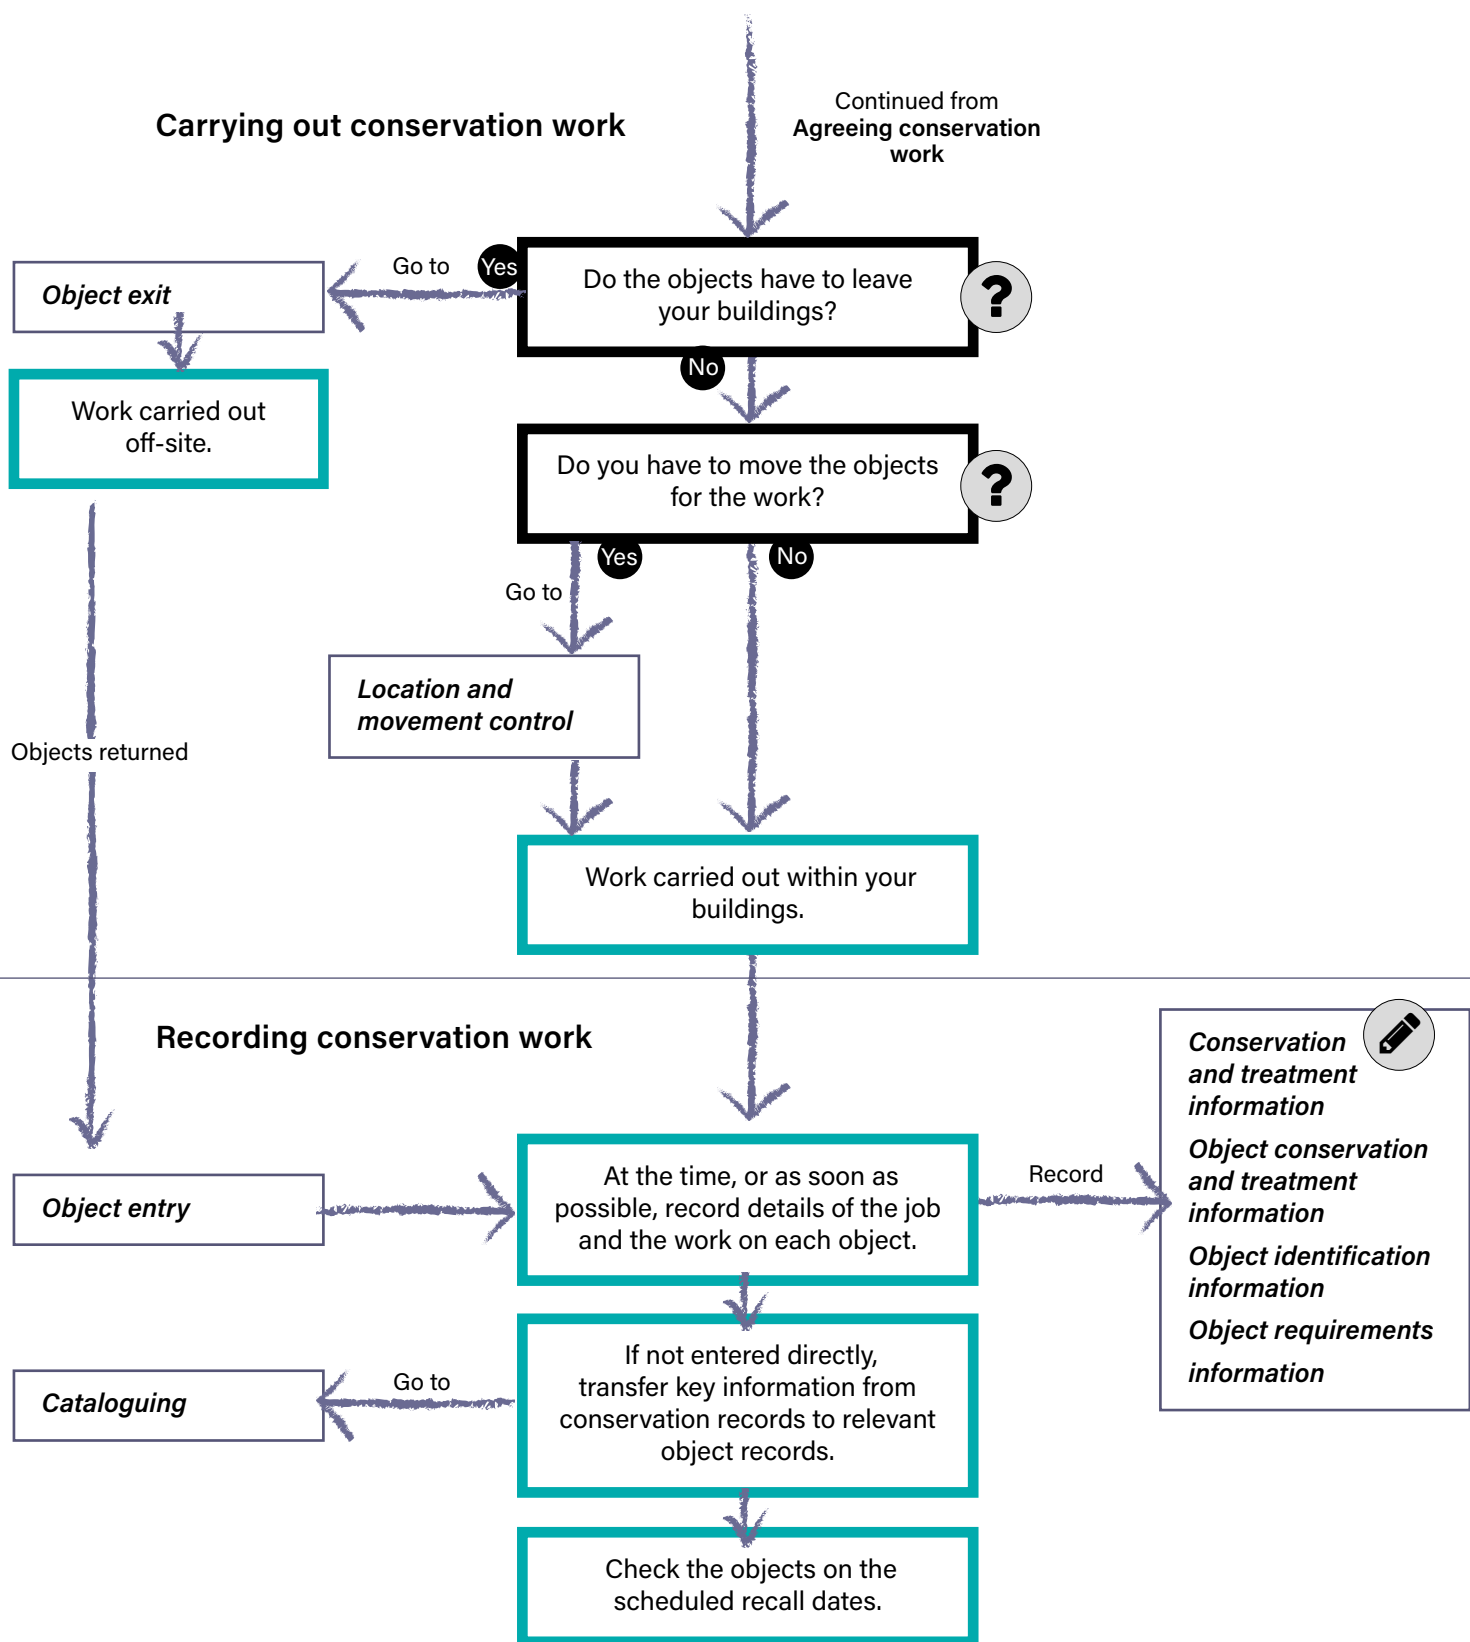 Carrying out conservation work
Continued from
Agreeing conservation
work
Do the objects have to leave
your buildings?
?
Yes
Go to
Object exit
Work carried out
off-site.
No
Do you have to move the objects
for the work?
?
Yes
No
Go to
Location and
movement control
Objects returned
Work carried out within your
buildings.
Recording conservation work
Object entry
At the time, or as soon as
possible, record details of the job
and the work on each object.
Record
Conservation
and treatment
information
Object conservation
and treatment
information
Object identification
information
Object requirements
information
If not entered directly,
transfer key information from
conservation records to relevant
object records.
Go to
Cataloguing
Check the objects on the
scheduled recall dates.